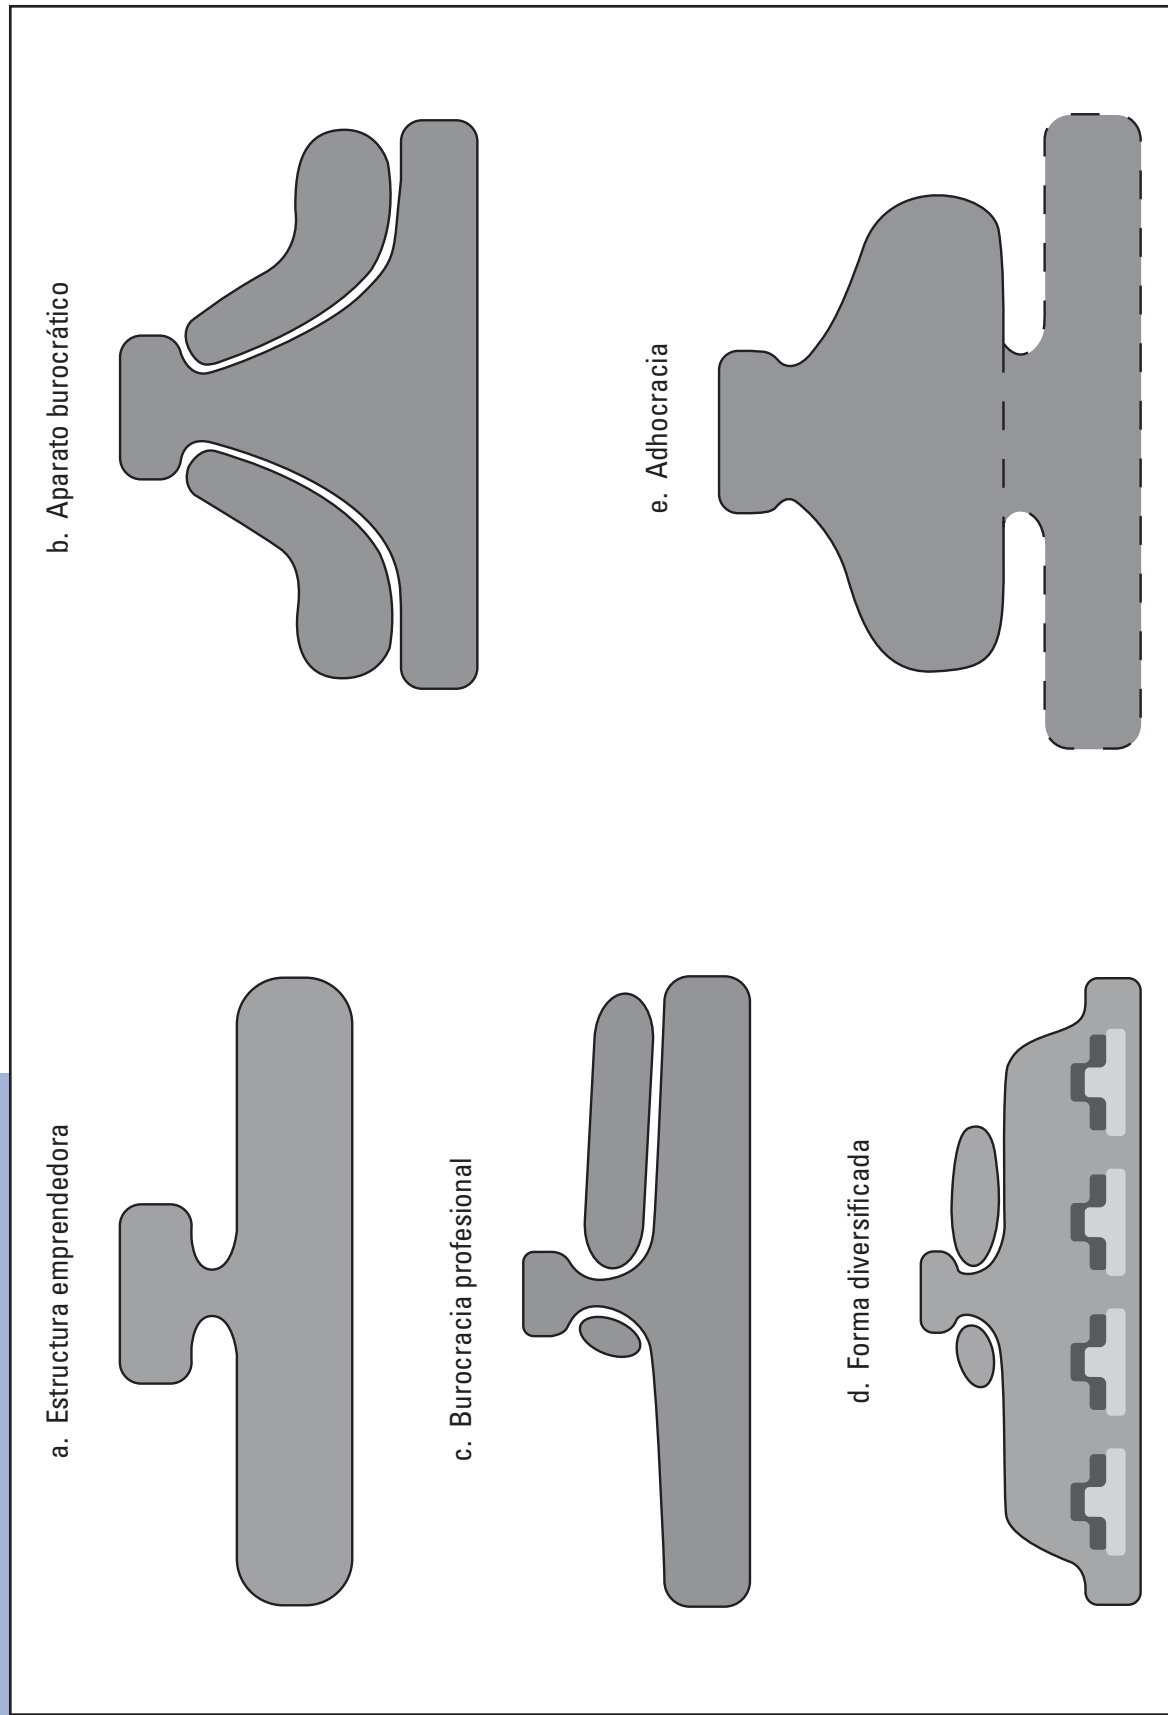 a. Estructura emprendedora
b. Aparato burocrático
c. Burocracia profesional
d. Forma diversificada
e. Adhocracia